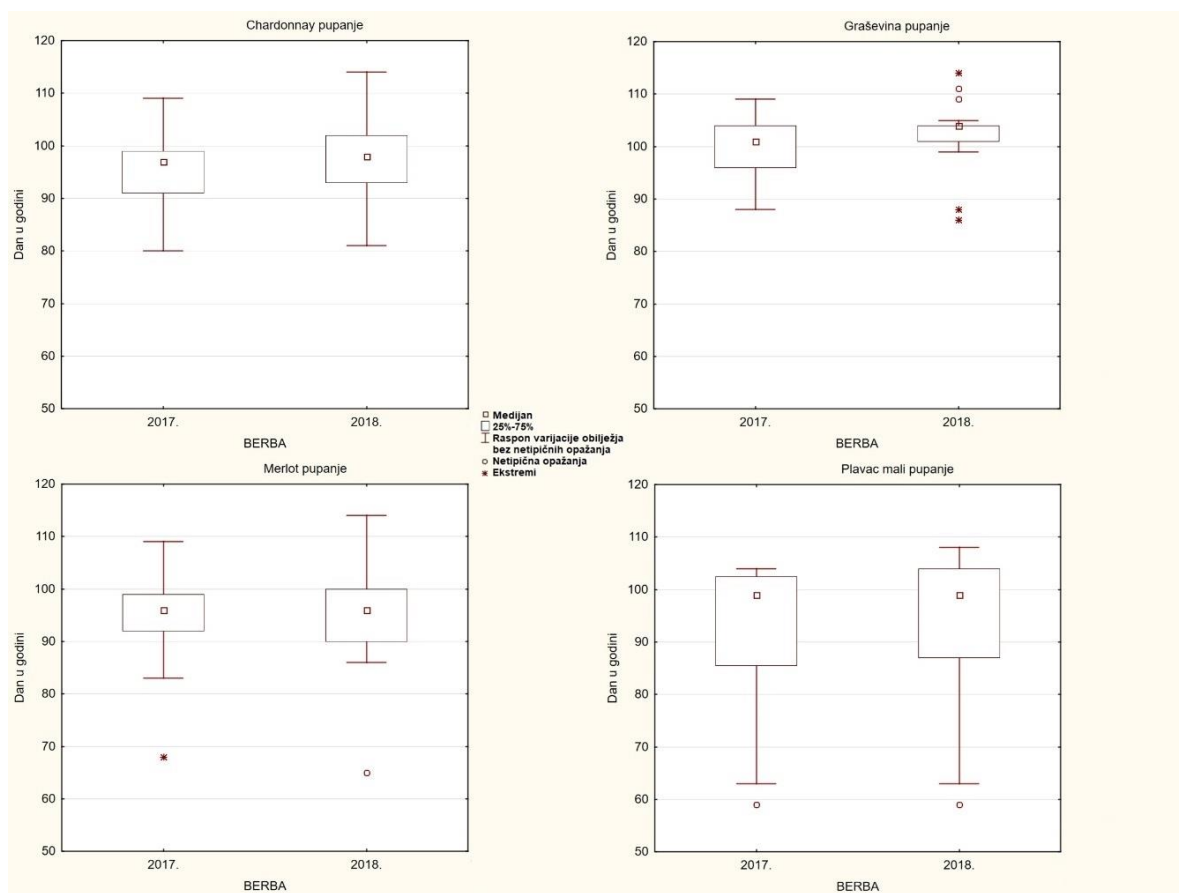 Chardonnay pupanje
120
110
100
90
80
70
60
50
Dan u godini
2017.
2018.
BERBA
Graševina pupanje
120
110
100
90
80
70
60
50
Dan u godini
2017.
2018.
BERBA
Medijan
25%-75%
Raspon varijacije obilježja
bez netipičnih opažanja
Netipična opažanja
Ekstremi
Merlot pupanje
120
110
100
90
80
70
60
50
Dan u godini
2017.
2018.
BERBA
Plavac mali pupanje
120
110
100
90
80
70
60
50
Dan u godini
2017.
2018.
BERBA